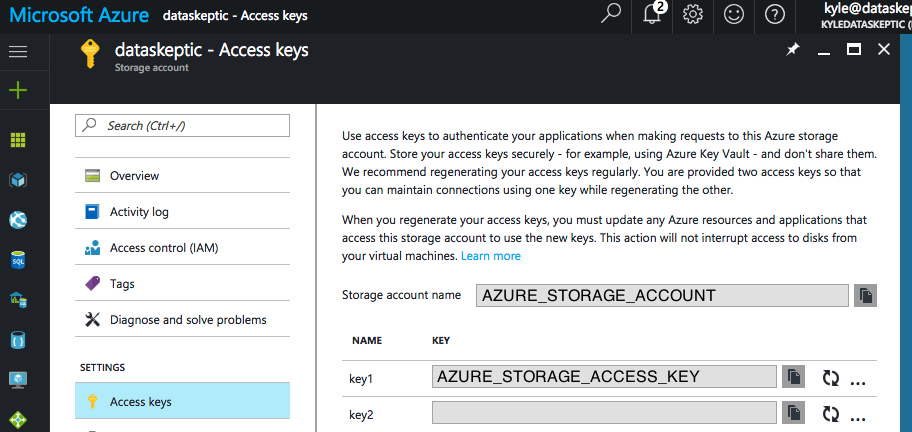 Microsoft Azure dataskeptic - Access keys
2
kyle@dataskep
KYLEDATASKEPTIC (
dataskeptic - Access keys
Storage account
Search (Ctrl+/)
Overview
Activity log
Access control (IAM)
Tags
Diagnose and solve problems
SETTINGS
Access keys
Use access keys to authenticate your applications when making requests to this Azure storage
account. Store your access keys securely - for example, using Azure Key Vault - and don't share them.
We recommend regenerating your access keys regularly. You are provided two access keys so that
you can maintain connections using one key while regenerating the other.
When you regenerate your access keys, you must update any Azure resources and applications that
access this storage account to use the new keys. This action will not interrupt access to disks from
your virtual machines. Learn more
Storage account name AZURE_STORAGE_ACCOUNT
NAME KEY
key1 AZURE_STORAGE_ACCESS_KEY ...
key2 ...
SQL